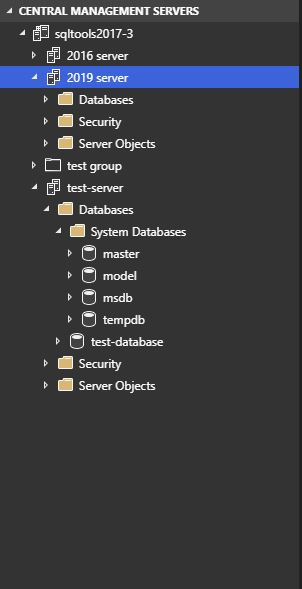 CENTRAL MANAGEMENT SERVERS
sqltools2017-3
2016 server
2019 server
Databases
Security
Server Objects
test group
test-server
Databases
System Databases
master
model
msdb
tempdb
test-database
Security
Server Objects